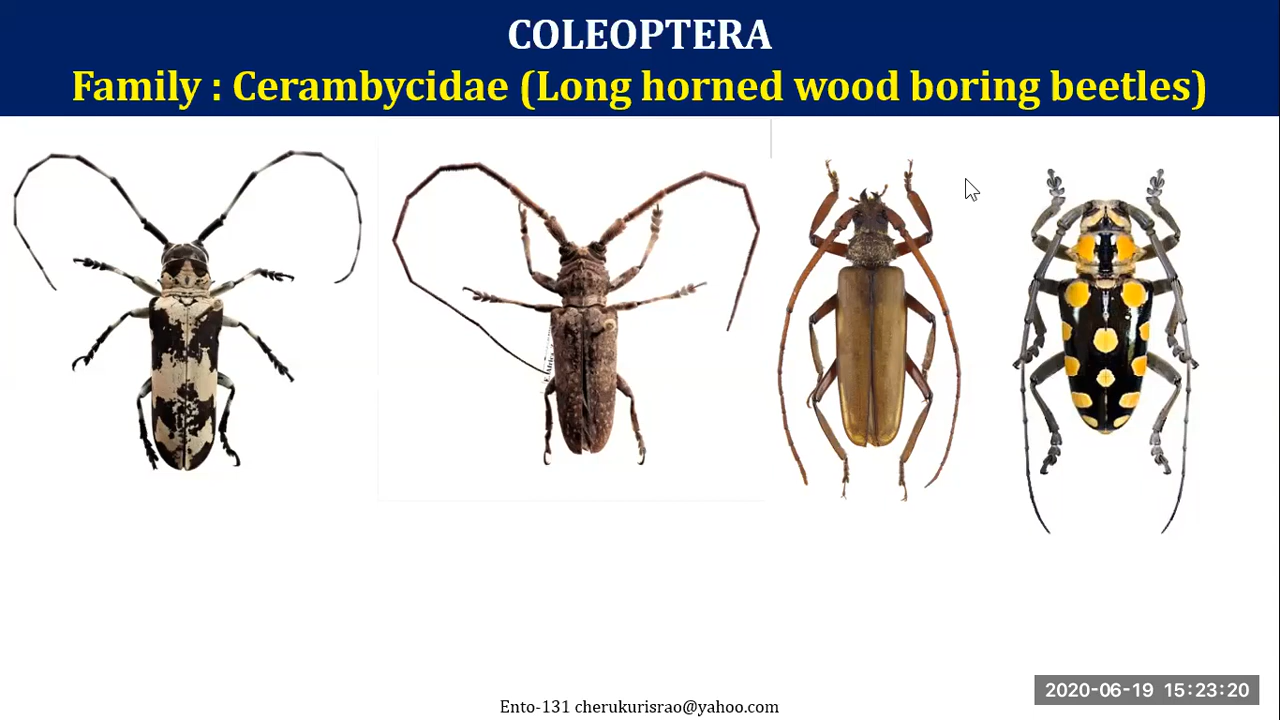 COLEOPTERA
Family : Cerambycidae (Long horned wood boring beetles)
Ento-131 cherukurisrao@yahoo.com
2020-06-19 15:23:20